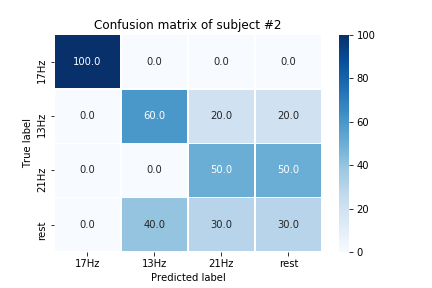 Confusion matrix of subject #2
True label
17Hz 100.0 0.0 0.0 0.0
13Hz 0.0 60.0 20.0 20.0
21Hz 0.0 0.0 50.0 50.0
rest 0.0 40.0 30.0 30.0
17Hz 13Hz 21Hz rest
Predicted label
100
80
60
40
20
0